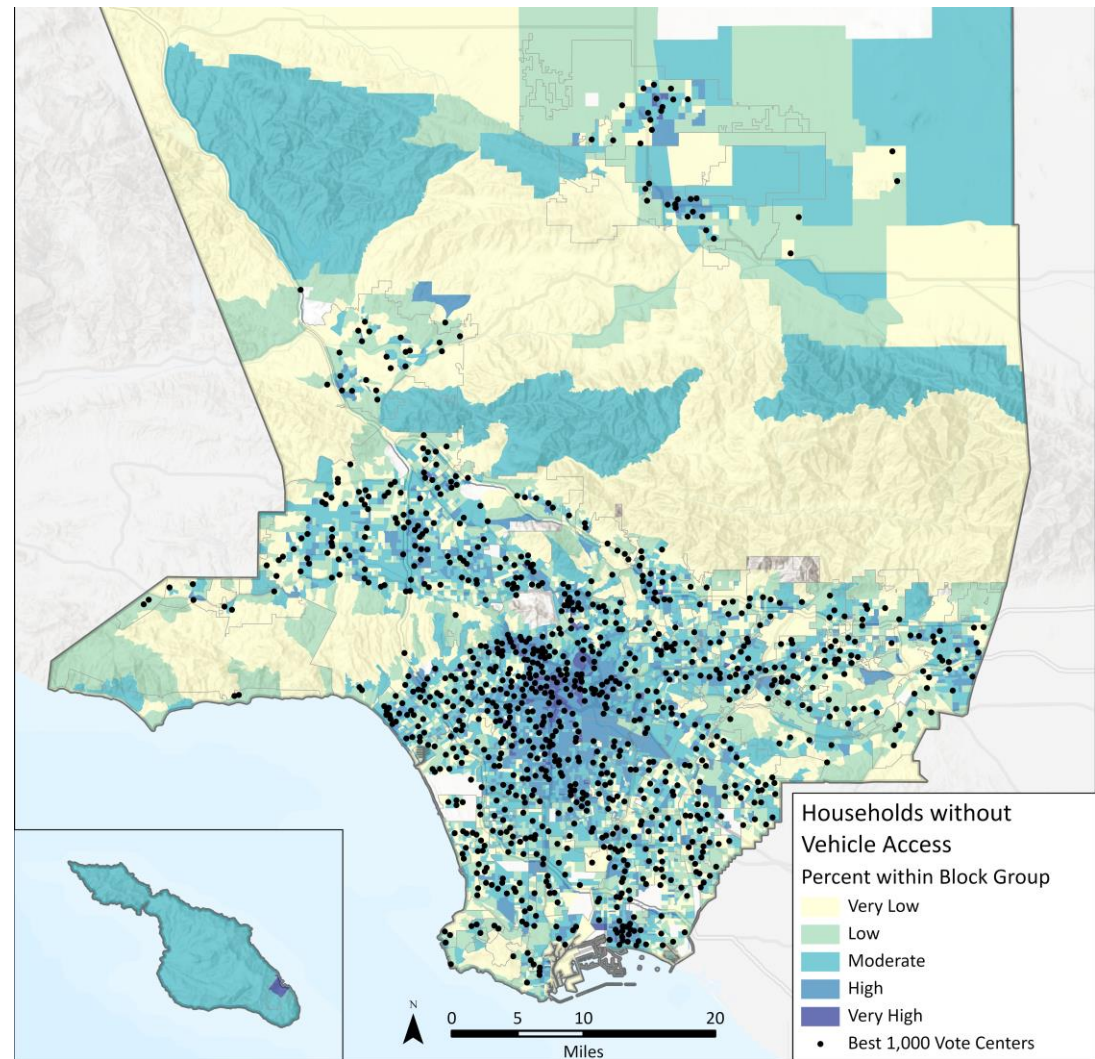 Households without
Vehicle Access
Percent within Block Group
Very Low
Low
Moderate
High
Very High
Best 1,000 Vote Centers
N
0 5 10 20
Miles